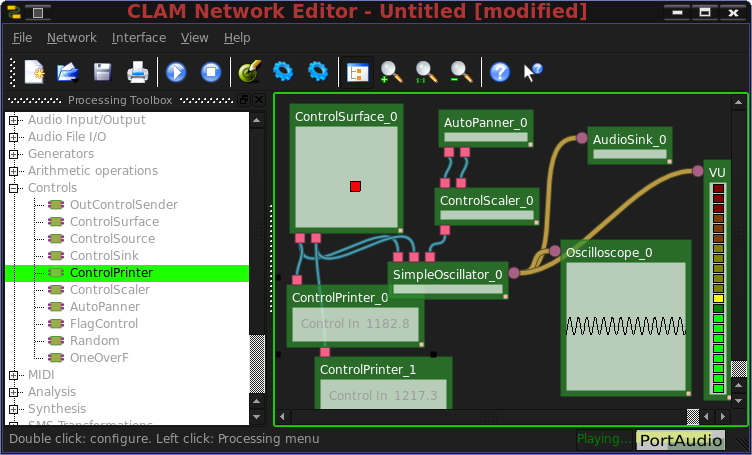 CLAM Network Editor - Untitled [modified]
File Network Interface View Help
1:1
Processing Toolbox
Audio Input/Output
Audio File I/O
Generators
Arithmetic operations
Controls
OutControlSender
ControlSurface
ControlSource
ControlSink
ControlPrinter
ControlScaler
AutoPanner
FlagControl
Random
OneOverF
MIDI
Analysis
Synthesis
SMS Transformations
ControlSurface_0
AutoPanner_0
AudioSink_0
VU
ControlScaler_0
Oscilloscope_0
SimpleOscillator_0
ControlPrinter_0
Control In 1182.8
ControlPrinter_1
Control In 1217.3
Double click: configure. Left click: Processing menu
Playing...
PortAudio